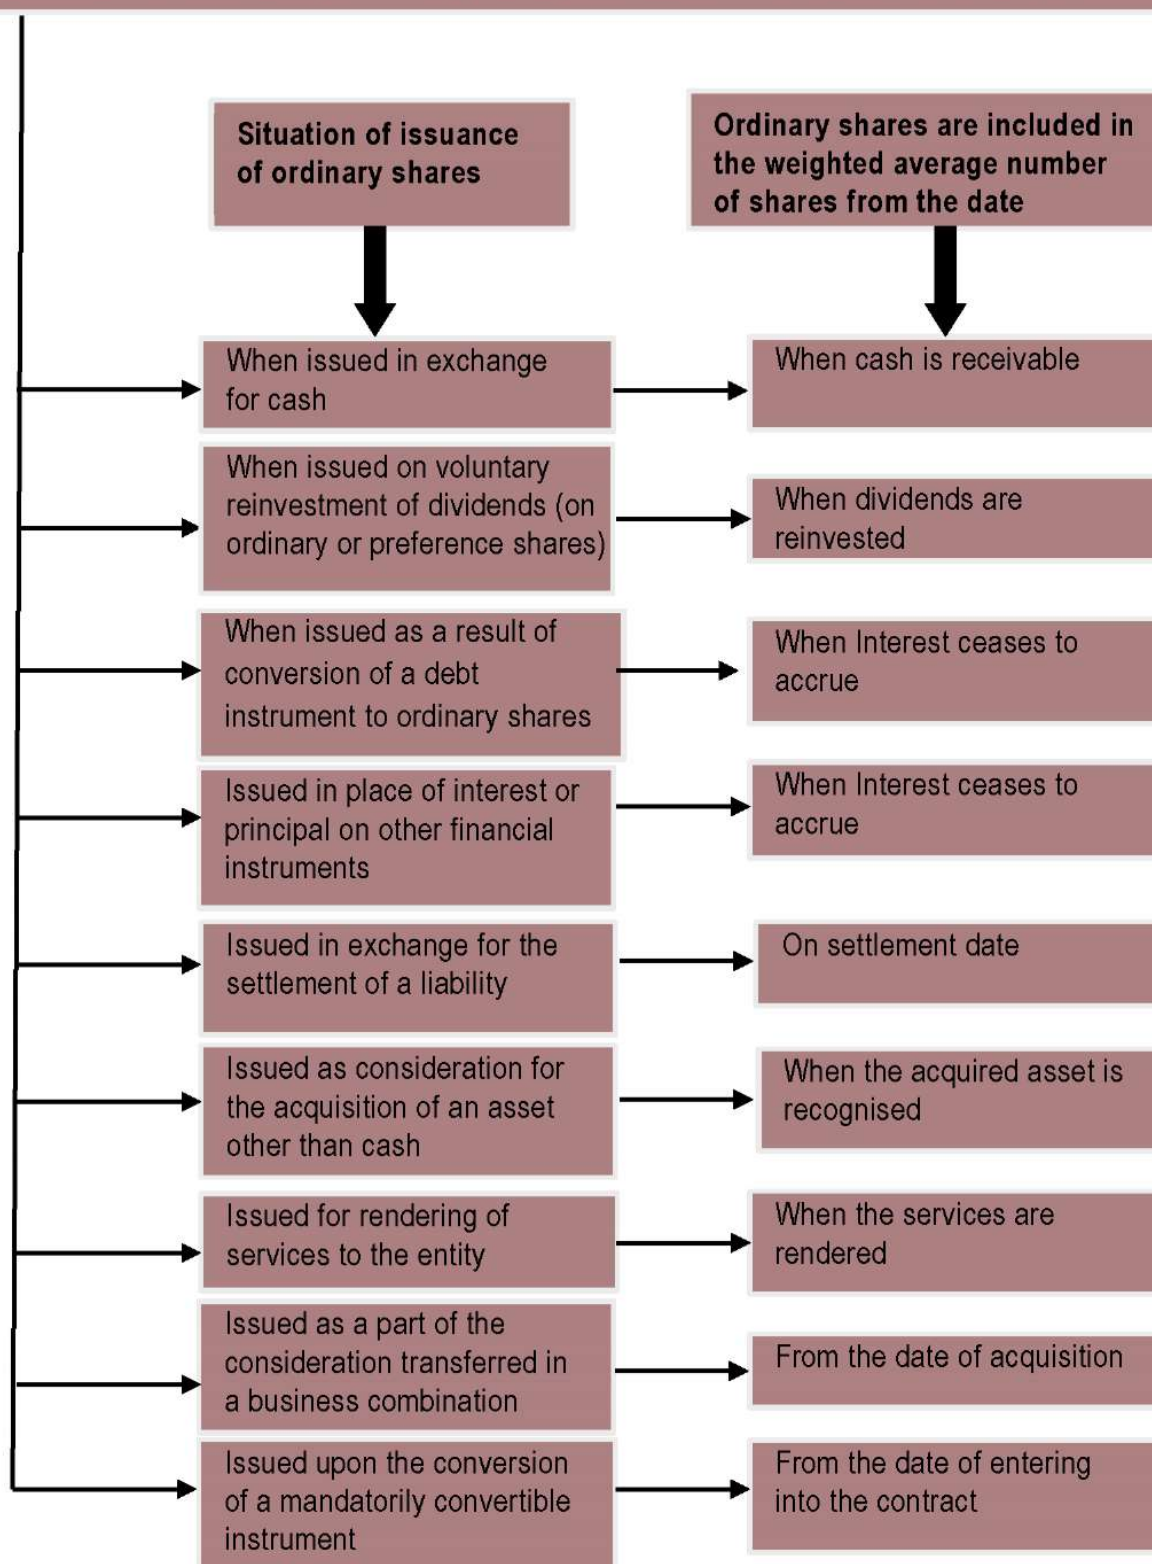 Situation of issuance
of ordinary shares
Ordinary shares are included in
the weighted average number
of shares from the date
When issued in exchange
for cash
When cash is receivable
When issued on voluntary
reinvestment of dividends (on
ordinary or preference shares)
When dividends are
reinvested
When issued as a result of
conversion of a debt
instrument to ordinary shares
When Interest ceases to
accrue
Issued in place of interest or
principal on other financial
instruments
When Interest ceases to
accrue
Issued in exchange for the
settlement of a liability
On settlement date
Issued as consideration for
the acquisition of an asset
other than cash
When the acquired asset is
recognised
Issued for rendering of
services to the entity
When the services are
rendered
Issued as a part of the
consideration transferred in
a business combination
From the date of acquisition
Issued upon the conversion
of a mandatorily convertible
instrument
From the date of entering
into the contract